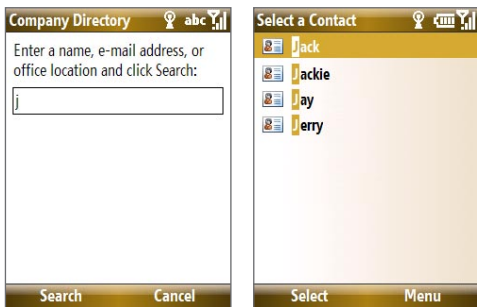 Company Directory abc
Enter a name, e-mail address, or
office location and click Search:
j
Search Cancel
Select a Contact
Jack
Jackie
Jay
Jerry
Select Menu